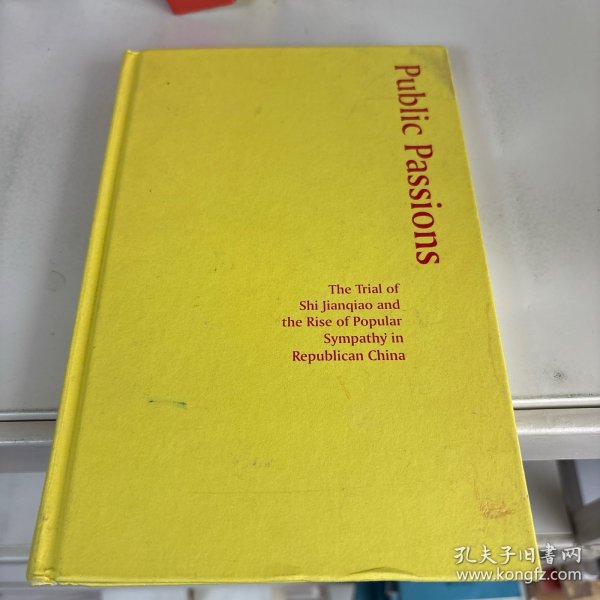 Public Passions
The Trial of
Shi Jianqiao and
the Rise of Popular
Sympathy in
Republican China
孔夫子旧书网
www.kongfz.com